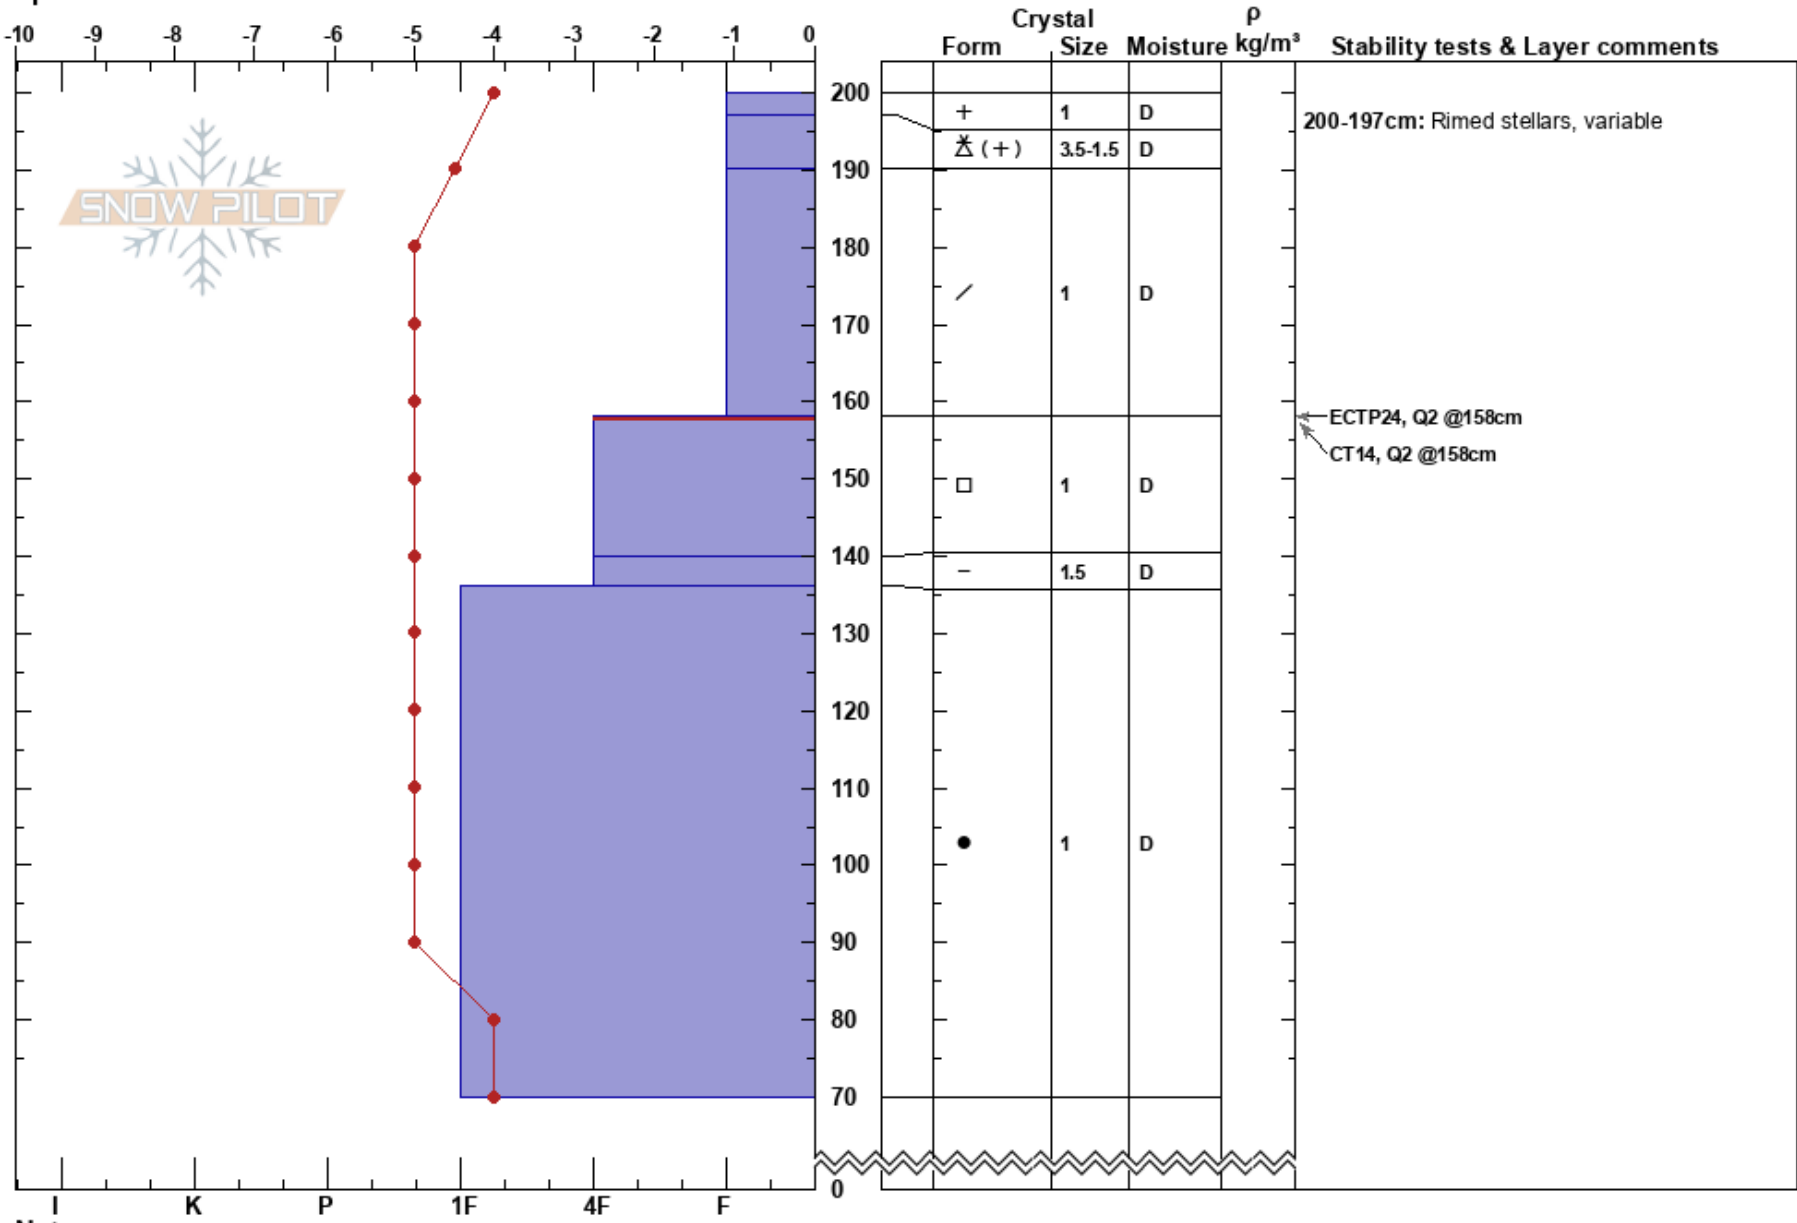 Crystal ρ
-10 -9 -8 -7 -6 -5 -4 -3 -2 -1 0
Form Size Moisture kg/m³ Stability tests & Layer comments
200
+ 1 D
200-197cm: Rimed stellars, variable
(+) 3.5-1.5 D
190
SNOW PILOT
180
/ 1 D
170
160
ECTP24, Q2 @158cm
CT14, Q2 @158cm
150
□ 1 D
140
– 1.5 D
130
120
110
● 1 D
100
90
80
70
0
I K P 1F 4F F